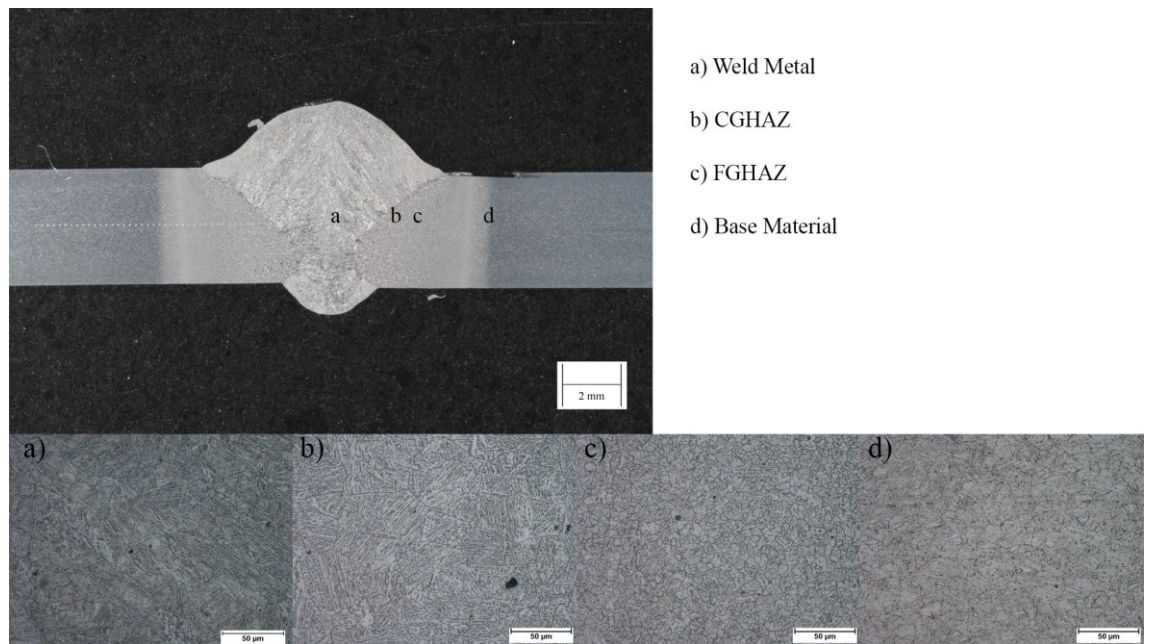 a) Weld Metal
b) CGHAZ
c) FGHAZ
d) Base Material
a b c d
2 mm
a) b) c) d)
50 µm 50 µm 50 µm 50 µm